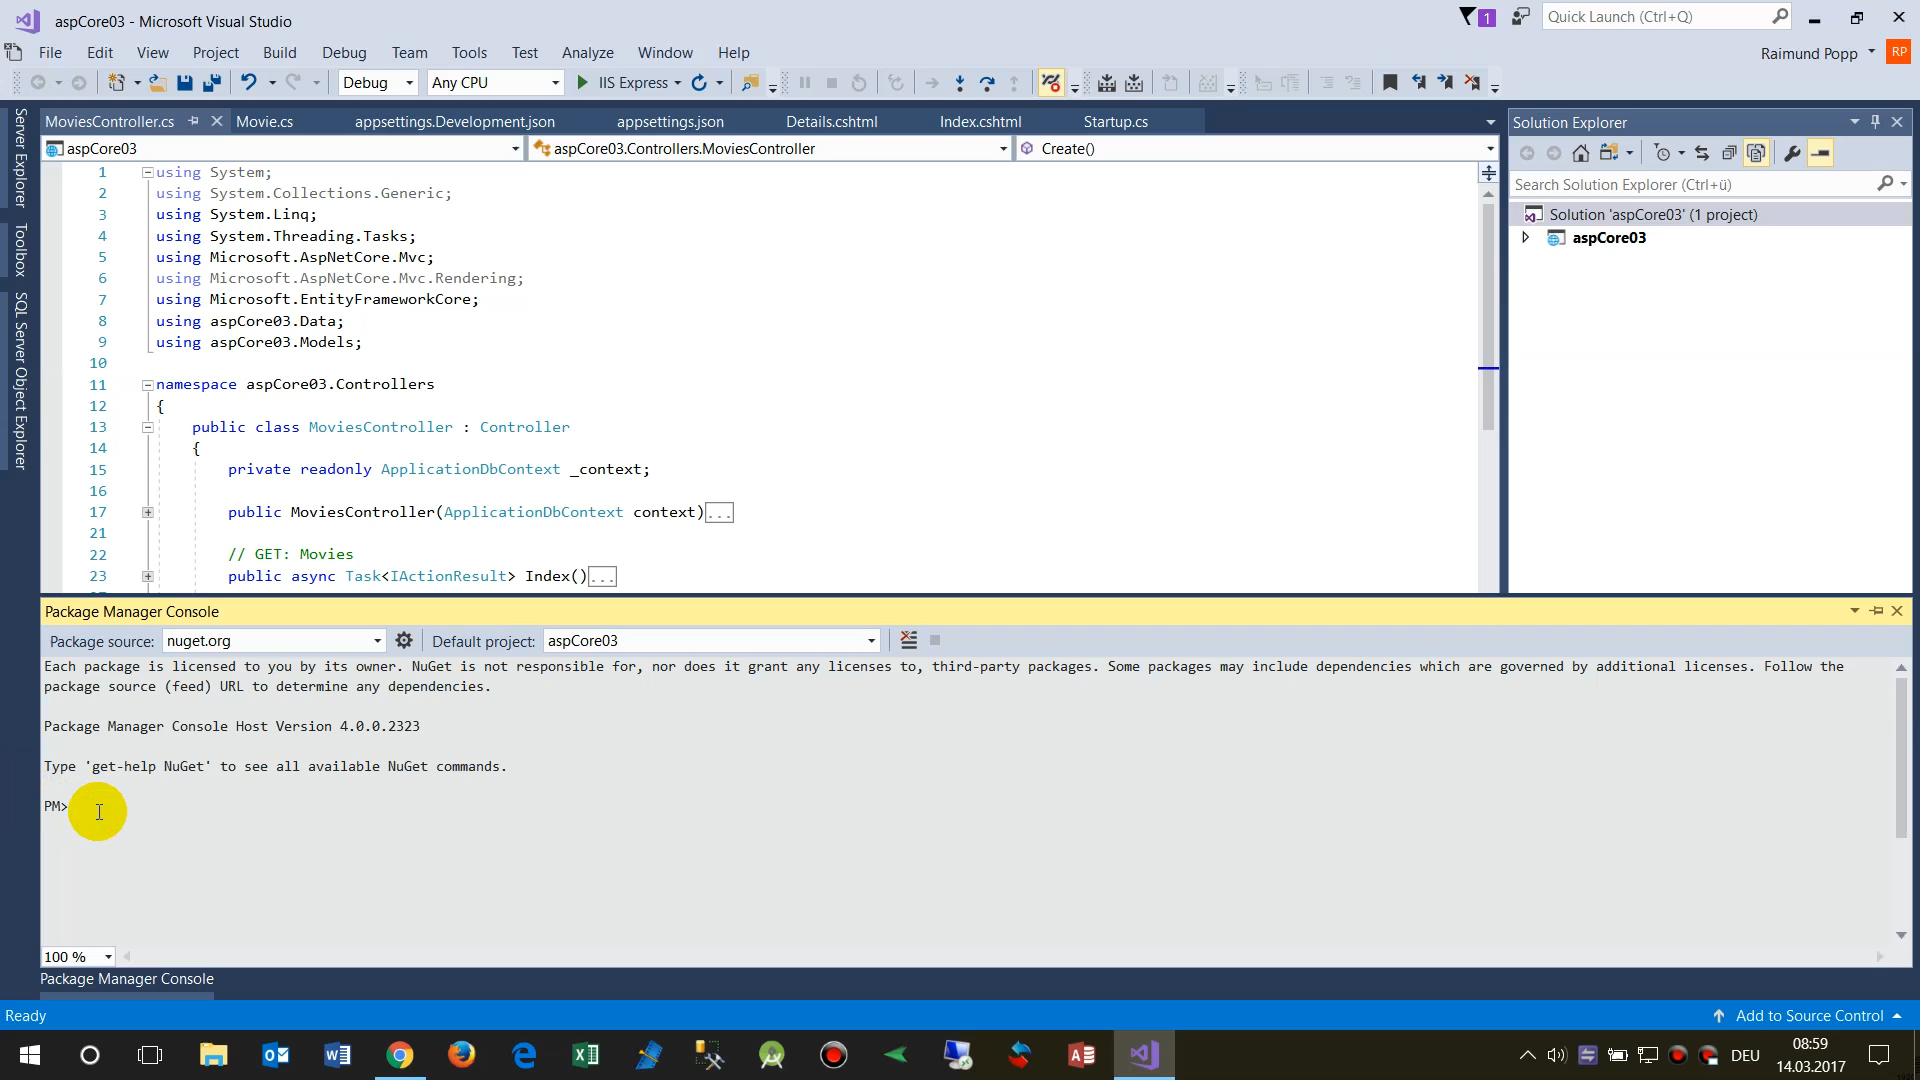 aspCore03 - Microsoft Visual Studio
1
Quick Launch (Ctrl+Q)
File Edit View Project Build Debug Team Tools Test Analyze Window Help
Raimund Popp RP
Debug Any CPU IIS Express
Server Explorer
Toolbox
SQL Server Object Explorer
MoviesController.cs Movie.cs appsettings.Development.json appsettings.json Details.cshtml Index.cshtml Startup.cs
aspCore03 aspCore03.Controllers.MoviesController Create()
1 using System;
2 using System.Collections.Generic;
3 using System.Linq;
4 using System.Threading.Tasks;
5 using Microsoft.AspNetCore.Mvc;
6 using Microsoft.AspNetCore.Mvc.Rendering;
7 using Microsoft.EntityFrameworkCore;
8 using aspCore03.Data;
9 using aspCore03.Models;
10
11 namespace aspCore03.Controllers
12 {
13 public class MoviesController : Controller
14 {
15 private readonly ApplicationDbContext _context;
16
17 public MoviesController(ApplicationDbContext context)...
21
22 // GET: Movies
23 public async Task<IActionResult> Index()...
Solution Explorer
Search Solution Explorer (Ctrl+ü)
Solution 'aspCore03' (1 project)
aspCore03
Package Manager Console
Package source: nuget.org Default project: aspCore03
Each package is licensed to you by its owner. NuGet is not responsible for, nor does it grant any licenses to, third-party packages. Some packages may include dependencies which are governed by additional licenses. Follow the
package source (feed) URL to determine any dependencies.
Package Manager Console Host Version 4.0.0.2323
Type 'get-help NuGet' to see all available NuGet commands.
PM>
100 %
Package Manager Console
Ready
Add to Source Control
DEU
08:59
14.03.2017